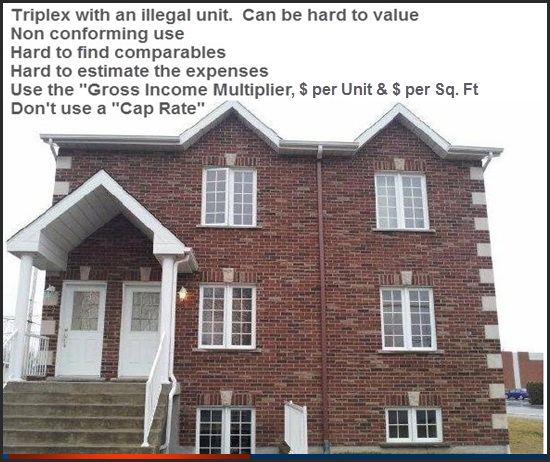 Triplex with an illegal unit.  Can be hard to value
Non conforming use
Hard to find comparables
Hard to estimate the expenses
Use the "Gross Income Multiplier, $ per Unit & $ per Sq. Ft
Don't use a "Cap Rate"